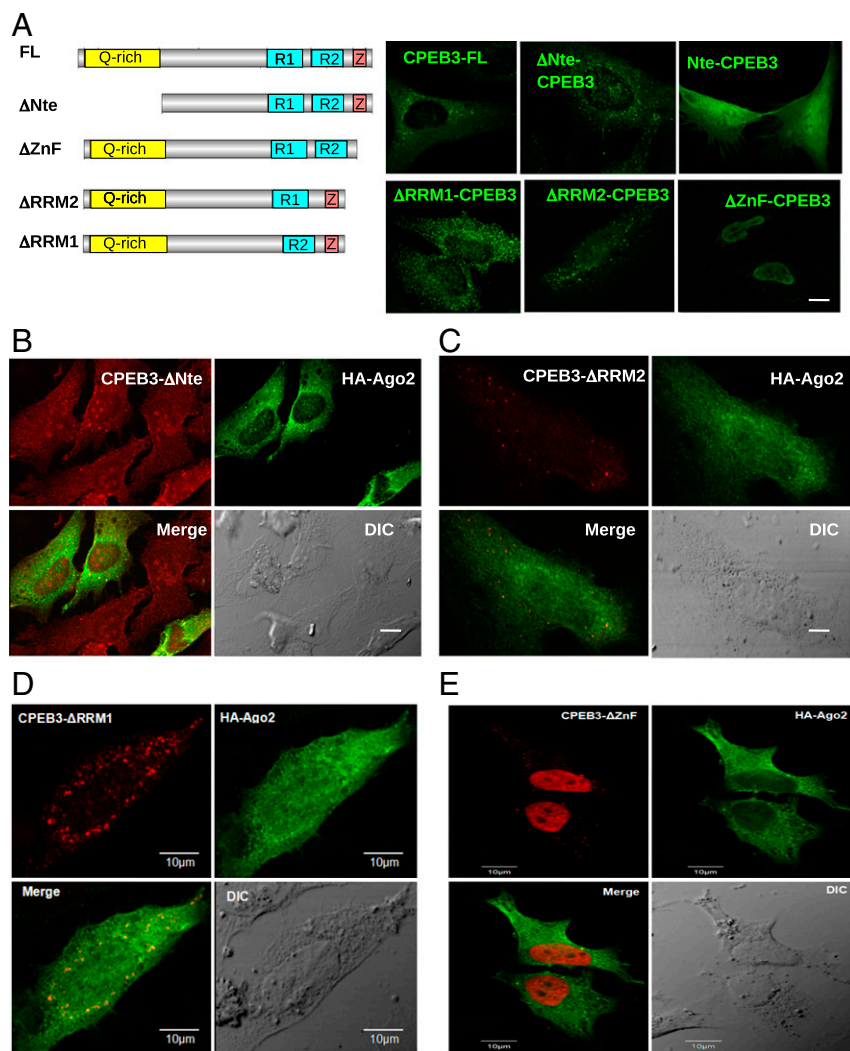 A
FL
Q-rich
R1
R2
Z
ΔNte
R1
R2
Z
ΔZnF
Q-rich
R1
R2
ΔRRM2
Q-rich
R1
Z
ΔRRM1
Q-rich
R2
Z
CPEB3-FL
ΔNte-
CPEB3
Nte-CPEB3
ΔRRM1-CPEB3
ΔRRM2-CPEB3
ΔZnF-CPEB3
B
CPEB3-ΔNte
HA-Ago2
Merge
DIC
C
CPEB3-ΔRRM2
HA-Ago2
Merge
DIC
D
CPEB3-ΔRRM1
10μm
HA-Ago2
10μm
Merge
10μm
DIC
10μm
E
CPEB3-ΔZnF
10μm
HA-Ago2
10μm
Merge
10μm
DIC
10μm